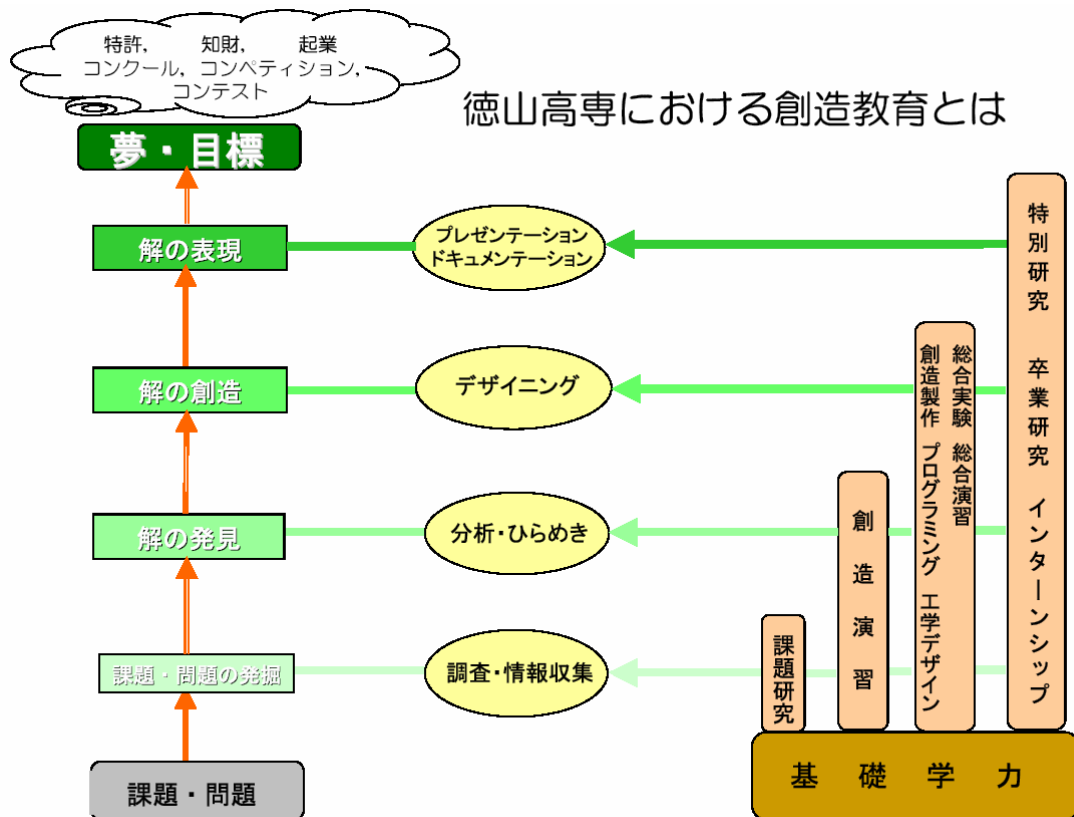 特許, 知財, 起業
コンクール, コンペティション,
コンテスト
徳山高専における創造教育とは
夢・目標
解の表現
プレゼンテーション
ドキュメンテーション
解の創造
デザイニング
解の発見
分析・ひらめき
課題・問題の発掘
調査・情報収集
課題・問題
課題研究
創造演習
総合実験 総合演習
創造製作 プログラミング 工学デザイン
特別研究 卒業研究 インターンシップ
基礎学力